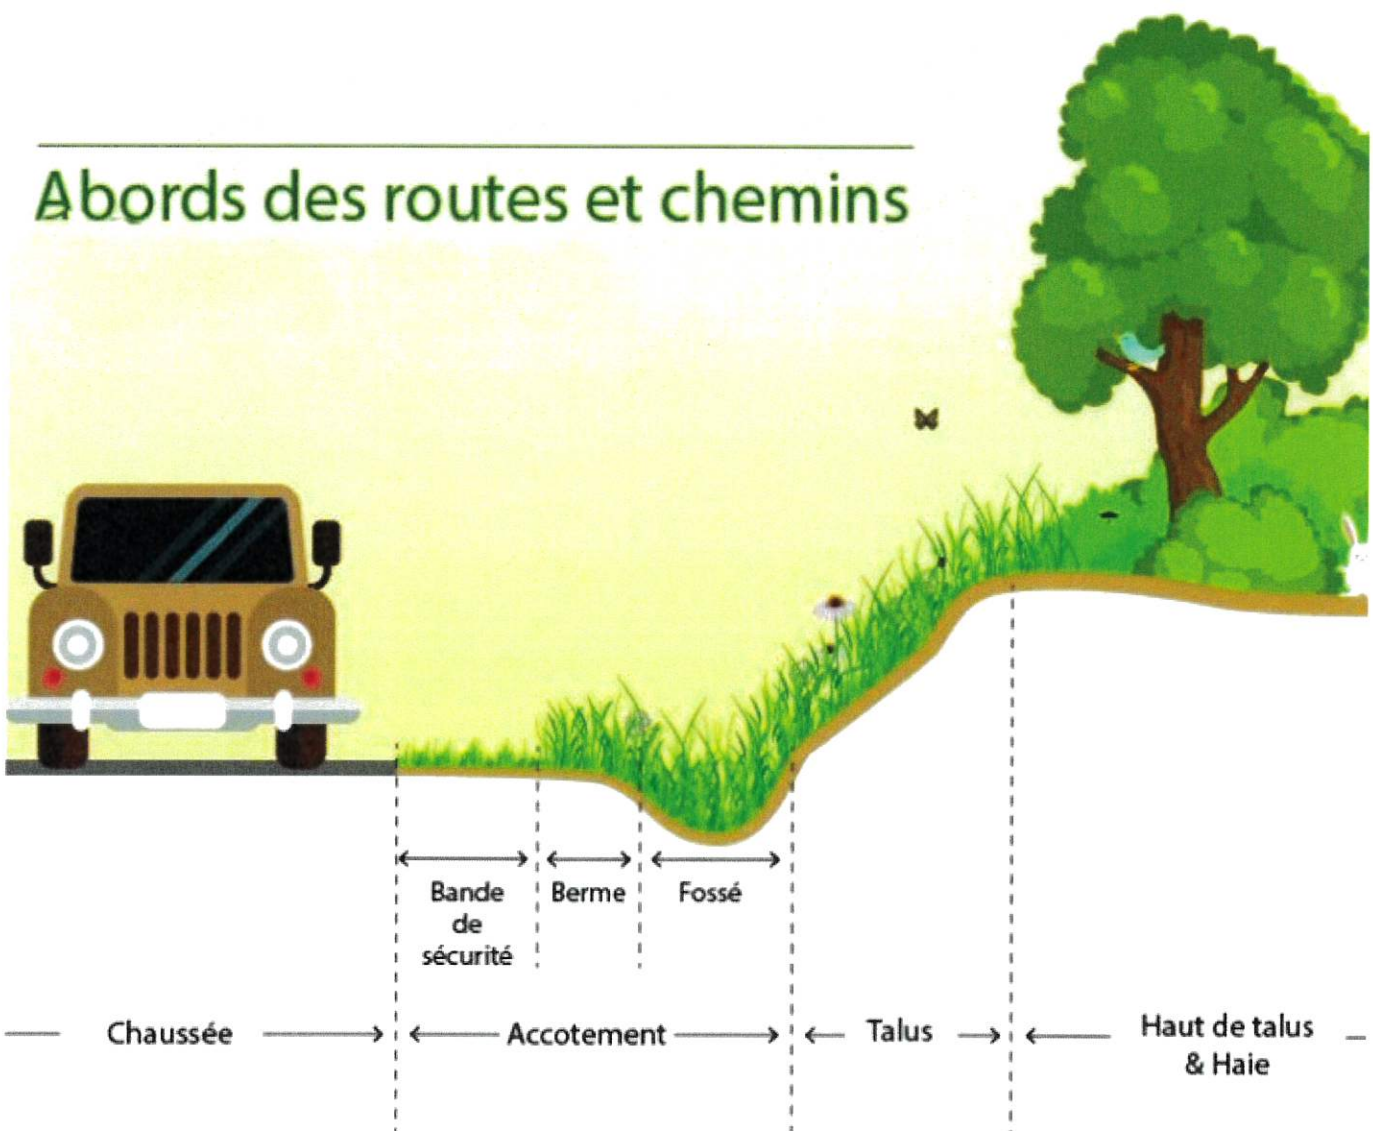 Abords des routes et chemins
Bande
de
sécurité
Berme
Fossé
Chaussée
Accotement
Talus
Haut de talus
& Haie